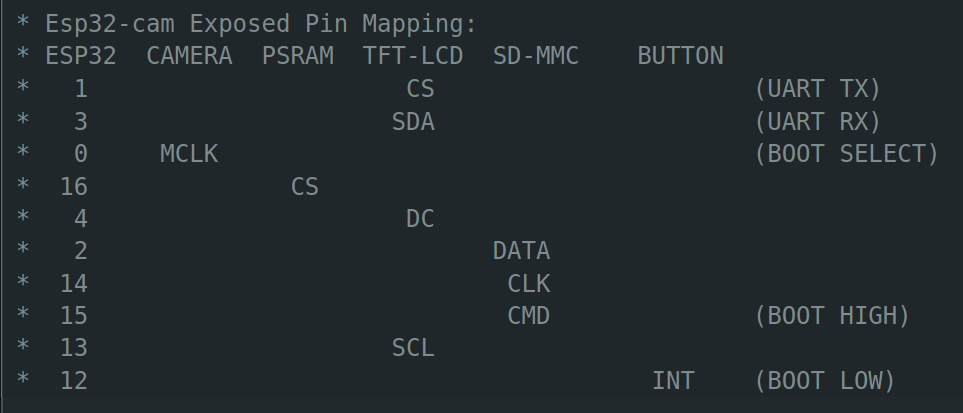 * Esp32-cam Exposed Pin Mapping:
* ESP32  CAMERA  PSRAM  TFT-LCD  SD-MMC    BUTTON
*   1                      CS                      (UART TX)
*   3                     SDA                      (UART RX)
*   0     MCLK                                     (BOOT SELECT)
*  16              CS
*   4                      DC
*   2                            DATA
*  14                             CLK
*  15                             CMD              (BOOT HIGH)
*  13                     SCL
*  12                                       INT    (BOOT LOW)